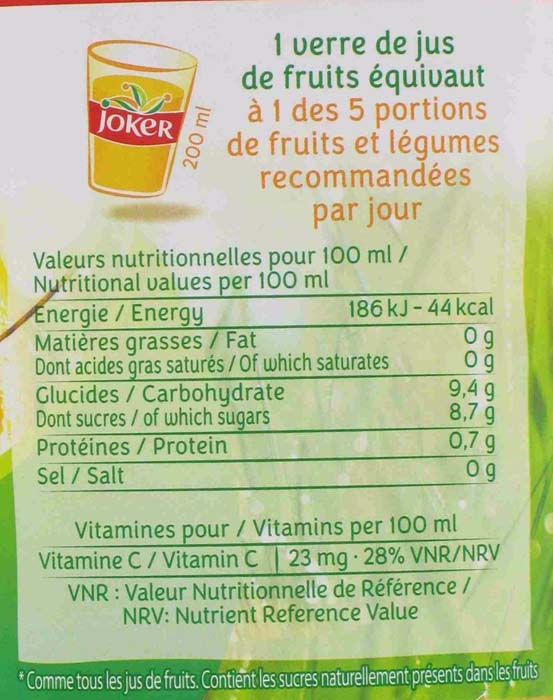 1 verre de jus
de fruits équivaut
à 1 des 5 portions
de fruits et légumes
recommandées
par jour
JOKER
200 ml
Valeurs nutritionnelles pour 100 ml /
Nutritional values per 100 ml
Energie / Energy 186 kJ - 44 kcal
Matières grasses / Fat 0 g
Dont acides gras saturés / Of which saturates 0 g
Glucides / Carbohydrate 9,4 g
Dont sucres / of which sugars 8,7 g
Protéines / Protein 0,7 g
Sel / Salt 0 g
Vitamines pour / Vitamins per 100 ml
Vitamine C / Vitamin C | 23 mg · 28% VNR/NRV
VNR : Valeur Nutritionnelle de Référence /
NRV: Nutrient Reference Value
*Comme tous les jus de fruits. Contient les sucres naturellement présents dans les fruits